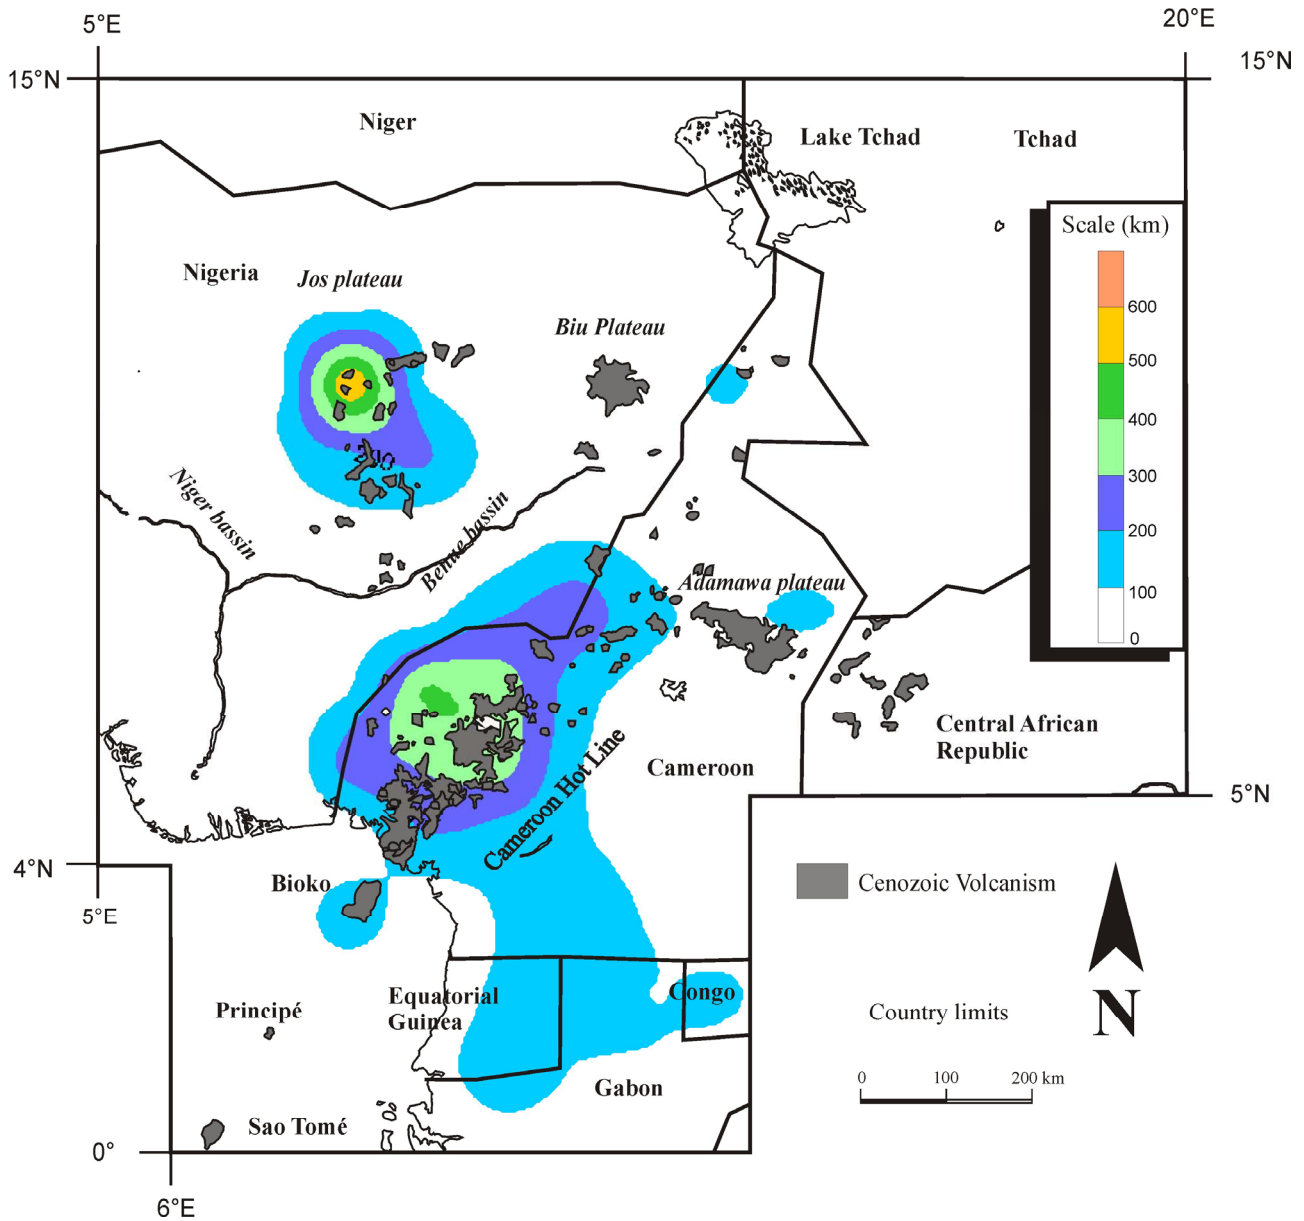 5°E
20°E
15°N
15°N
Niger
Lake Tchad
Tchad
Scale (km)
Nigeria
Jos plateau
Biu Plateau
600
500
400
300
200
100
0
Niger bassin
Benue bassin
Adamawa plateau
Central African
Republic
Cameroon
Cameroon Hot Line
5°N
4°N
5°E
Bioko
Cenozoic Volcanism
Principé
Equatorial
Guinea
Congo
Country limits
N
Gabon
0
100
200 km
Sao Tomé
0°
6°E